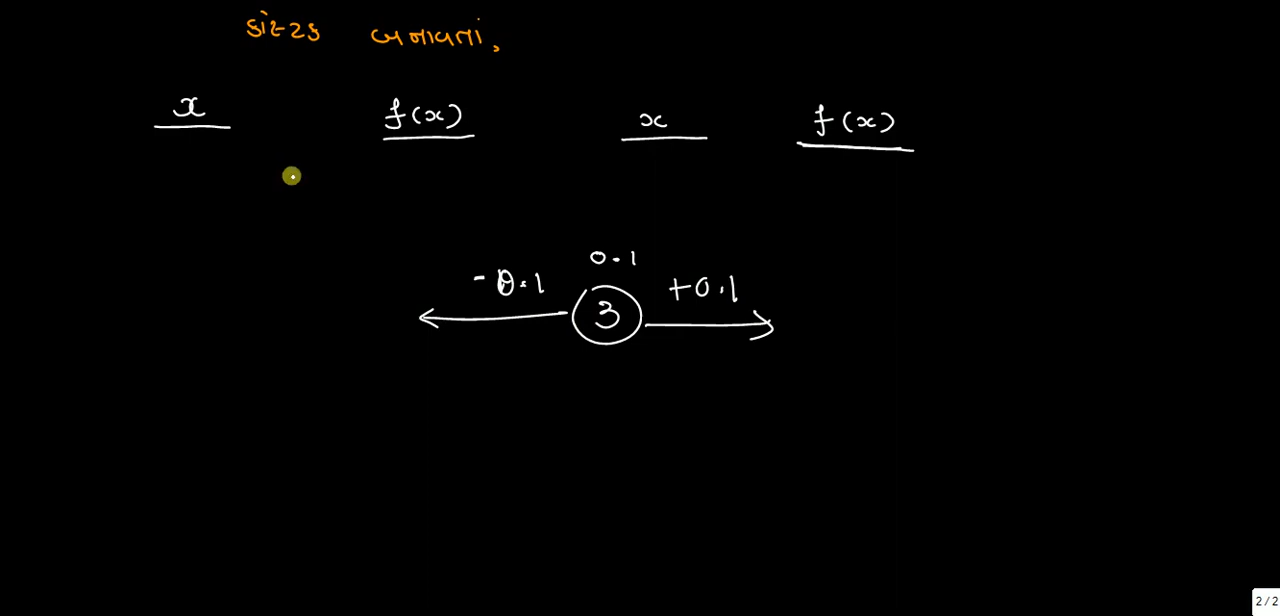 કોષ્ટક બનાવતાં,
x f(x) x f(x)
0.1
-0.1 3 +0.1
2/2